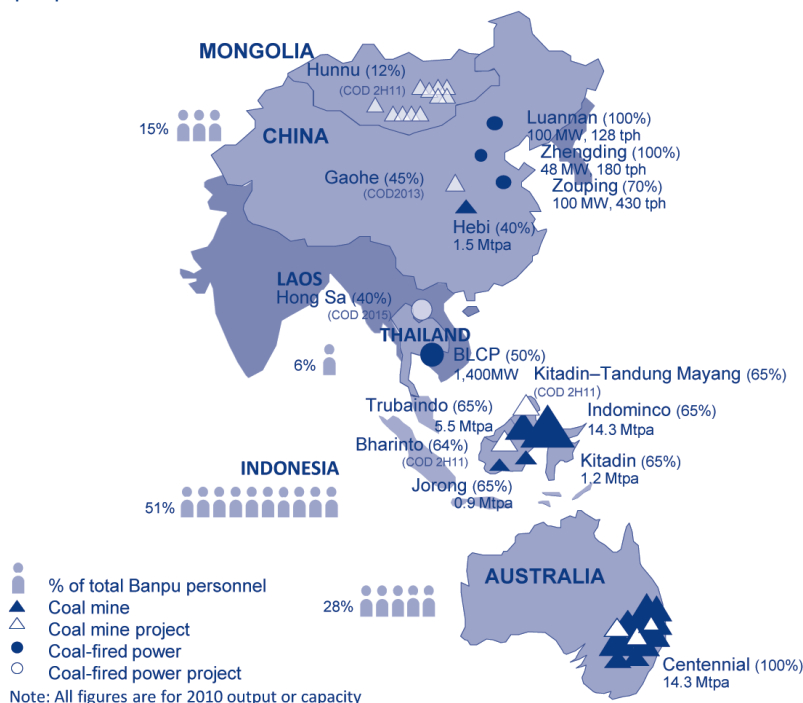 MONGOLIA
Hunnu (12%)
(COD 2H11)
15%
CHINA
Luannan (100%)
100 MW, 128 tph
Zhengding (100%)
48 MW, 180 tph
Zouping (70%)
100 MW, 430 tph
Gaohe (45%)
(COD2013)
Hebi (40%)
1.5 Mtpa
LAOS
Hong Sa (40%)
(COD 2015)
THAILAND
6%
BLCP (50%)
1,400MW
Kitadin–Tandung Mayang (65%)
(COD 2H11)
Trubaindo (65%)
5.5 Mtpa
Indominco (65%)
14.3 Mtpa
Bharinto (64%)
(COD 2H11)
INDONESIA
Kitadin (65%)
1.2 Mtpa
Jorong (65%)
0.9 Mtpa
51%
AUSTRALIA
28%
Centennial (100%)
14.3 Mtpa
% of total Banpu personnel
Coal mine
Coal mine project
Coal-fired power
Coal-fired power project
Note: All figures are for 2010 output or capacity